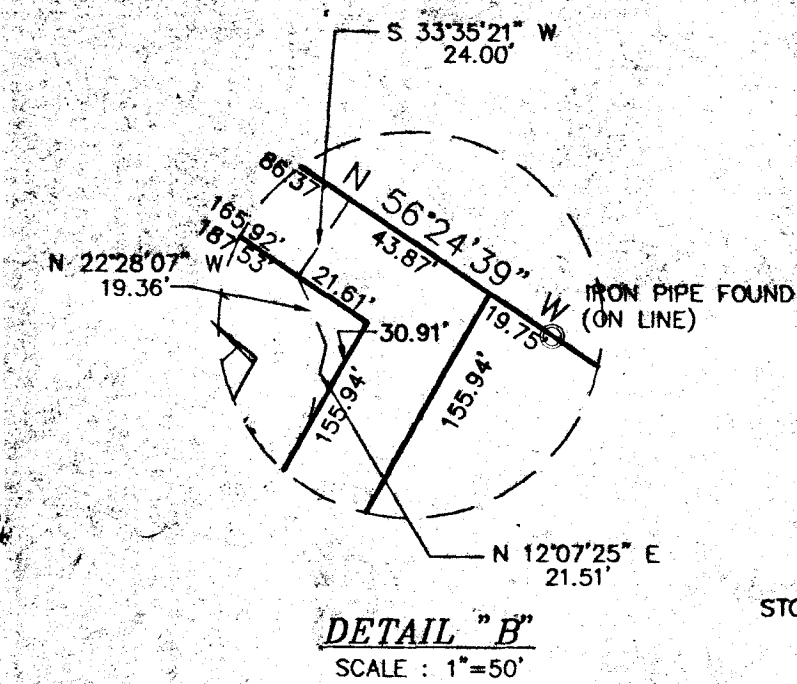 S 33°35'21" W
24.00'
86.37'
N 56°24'39" W
43.87'
165.92'
187.53'
N 22°28'07" W
19.36'
21.61'
IRON PIPE FOUND
(ON LINE)
19.75'
30.91'
155.94'
155.94'
N 12°07'25" E
21.51'
STO
DETAIL "B"
SCALE : 1"=50'